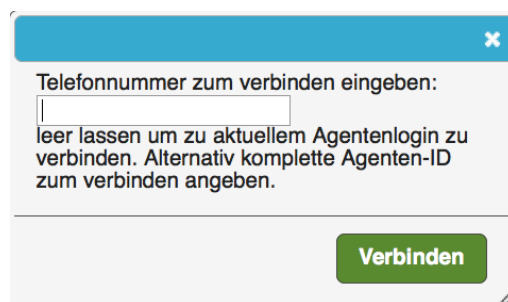 Telefonnummer zum verbinden eingeben:
leer lassen um zu aktuellem Agentenlogin zu
verbinden. Alternativ komplette Agenten-ID
zum verbinden angeben.
Verbinden